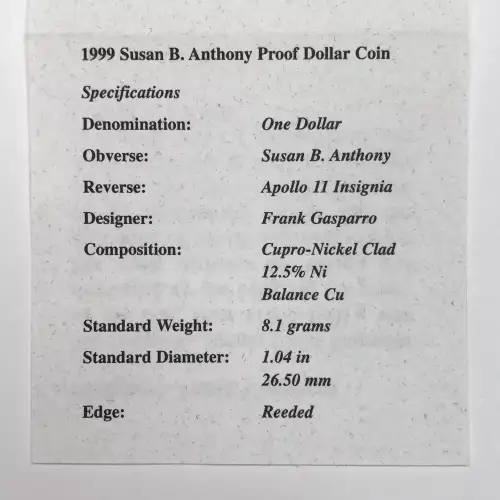 1999 Susan B. Anthony Proof Dollar Coin
Specifications
Denomination: One Dollar
Obverse: Susan B. Anthony
Reverse: Apollo 11 Insignia
Designer: Frank Gasparro
Composition: Cupro-Nickel Clad
12.5% Ni
Balance Cu
Standard Weight: 8.1 grams
Standard Diameter: 1.04 in
26.50 mm
Edge: Reeded